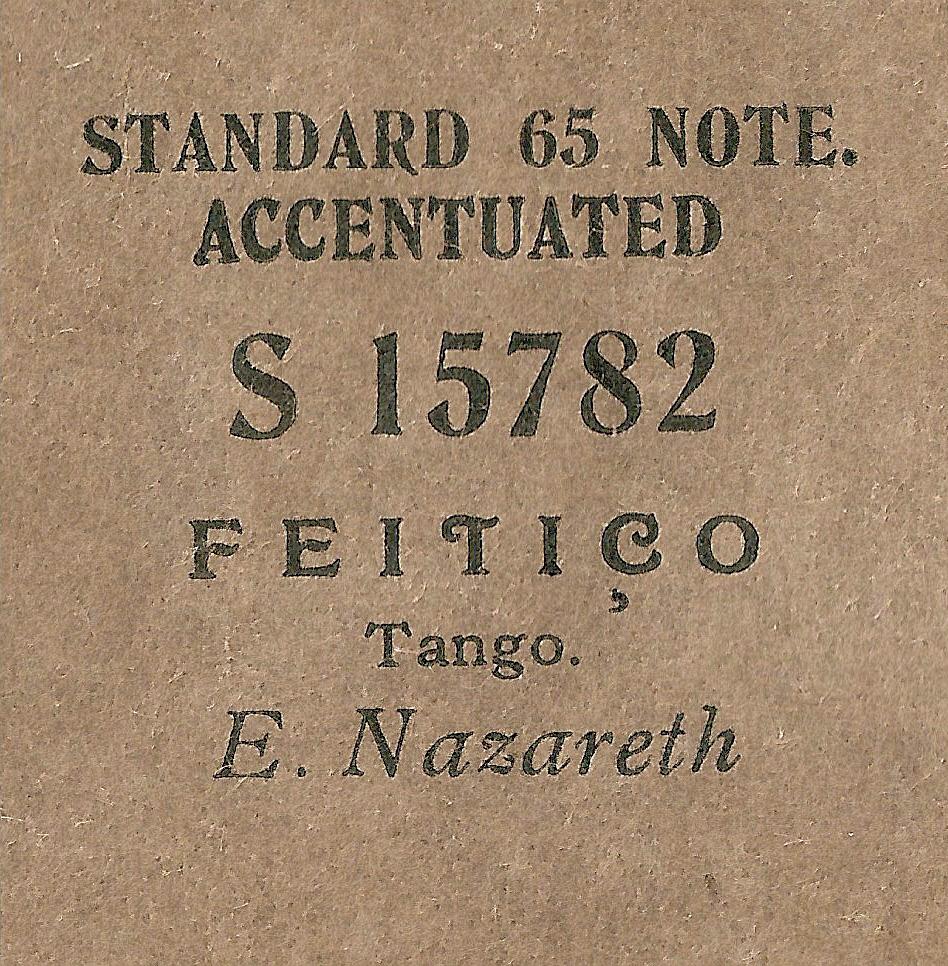 STANDARD 65 NOTE.
ACCENTUATED
S 15782
FEITIÇO
Tango.
E. Nazareth